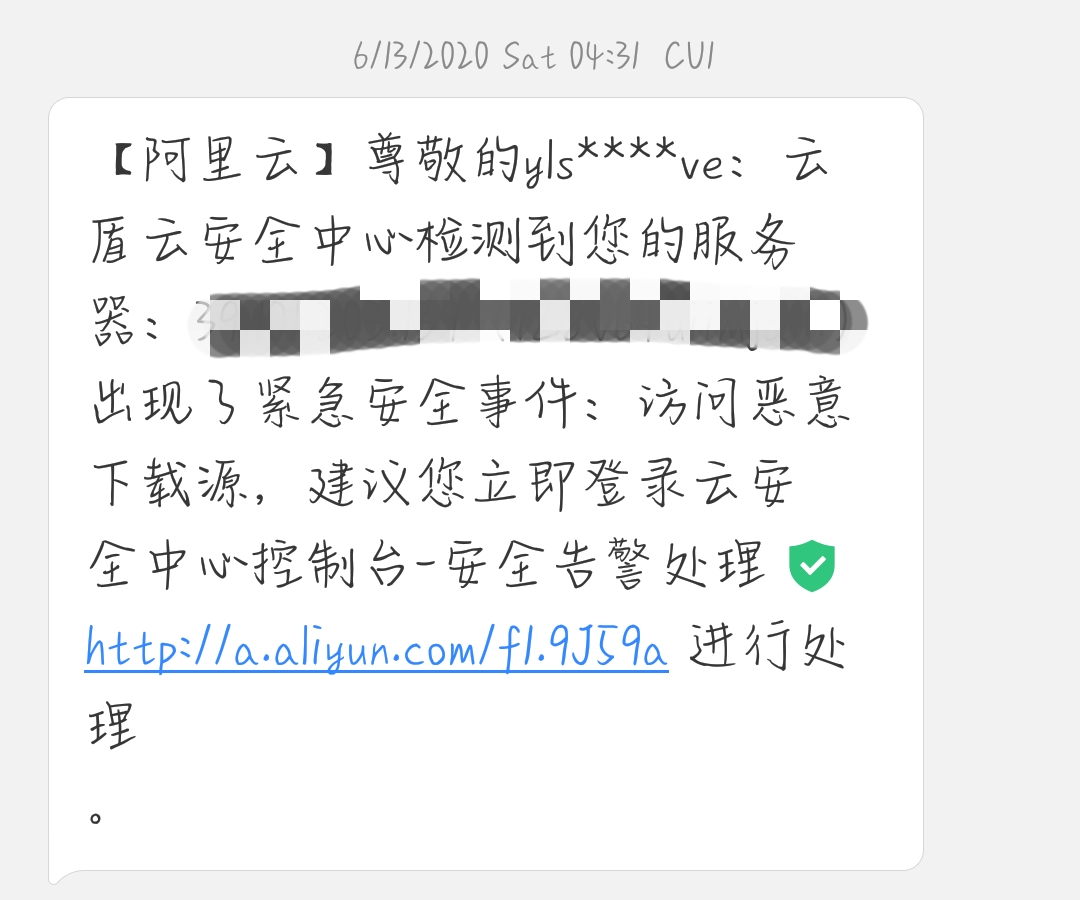 6/13/2020 Sat 04:31 CU1
【阿里云】尊敬的yls****ve：云
盾云安全中心检测到您的服务
器：
出现了紧急安全事件：访问恶意
下载源，建议您立即登录云安
全中心控制台-安全告警处理
http://a.aliyun.com/f1.9J59a 进行处
理
。